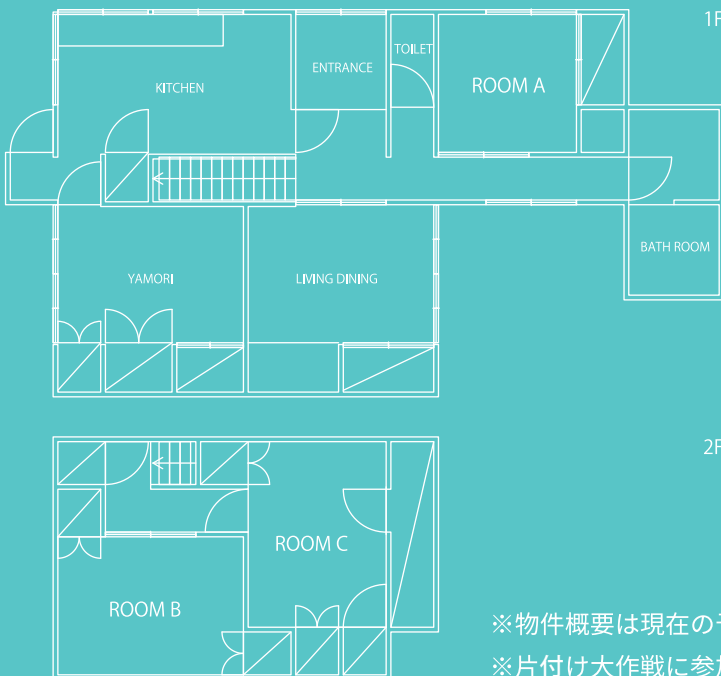 1F
TOILET
ENTRANCE
KITCHEN
ROOM A
BATH ROOM
YAMORI
LIVING DINING
2F
ROOM C
ROOM B
※物件概要は現在の
※片付け大作戦に参